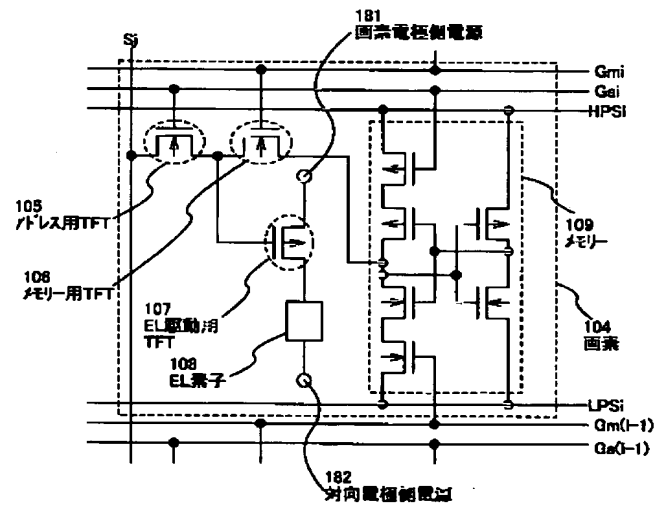 181
画素電極側電源
Sj
Gmi
Gai
HPSi
105
アドレス用TFT
106
メモリー用TFT
109
メモリー
107
EL駆動用
TFT
104
画素
108
EL素子
LPSi
Gm(i-1)
Ga(i-1)
182
対向電極側電源